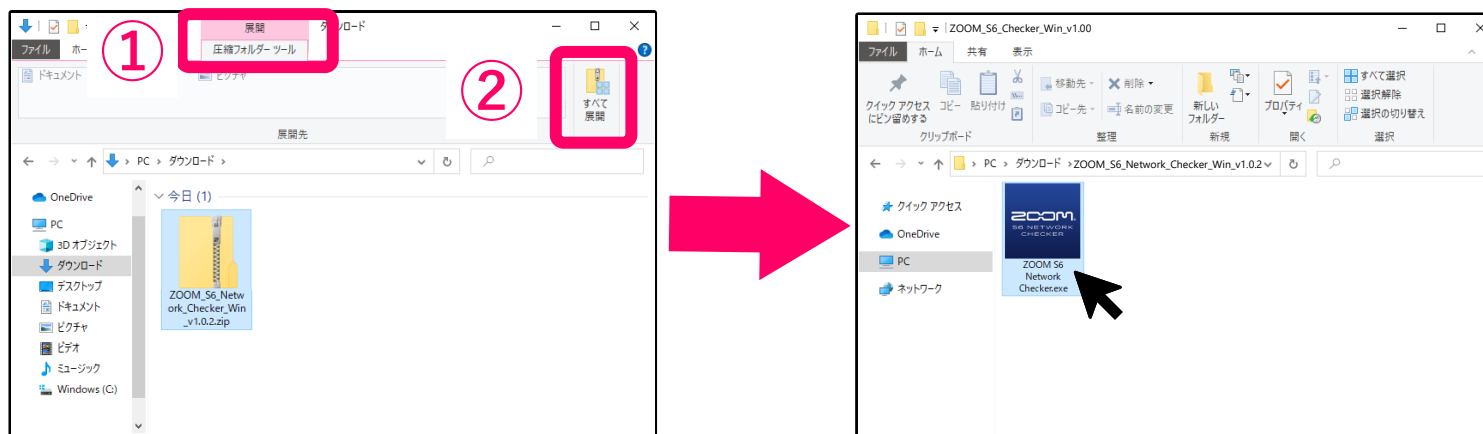 展開
ダウンロード
ファイル
圧縮フォルダー ツール
①
ドキュメント
ピクチャ
②
すべて
展開
展開先
PC › ダウンロード ›
OneDrive
PC
3D オブジェクト
ダウンロード
デスクトップ
ドキュメント
ピクチャ
ビデオ
ミュージック
Windows (C:)
今日 (1)
ZOOM_S6_Netw
ork_Checker_Win
_v1.0.2.zip
ZOOM_S6_Checker_Win_v1.00
ファイル ホーム 共有 表示
クイック アクセス
にピン留めする
コピー
貼り付け
クリップボード
移動先
コピー先
削除
名前の変更
整理
新しい
フォルダー
新規
プロパティ
開く
すべて選択
選択解除
選択の切り替え
選択
› PC › ダウンロード ›ZOOM_S6_Network_Checker_Win_v1.0.2
クイック アクセス
OneDrive
PC
ネットワーク
ZOOM
S6 NETWORK
CHECKER
ZOOM S6
Network
Checker.exe